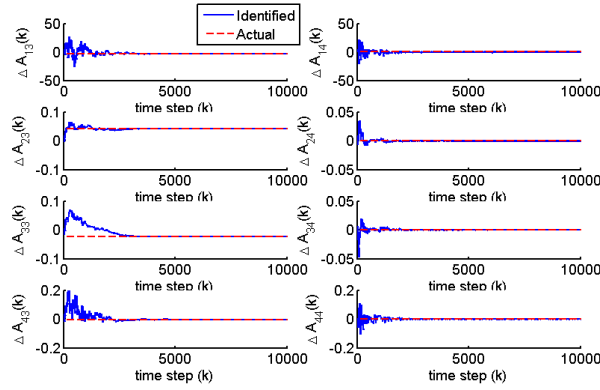 Identified
Actual
50
0
-50
Δ A13(k)
0 5000 10000
time step (k)
50
0
-50
Δ A14(k)
0 5000 10000
time step (k)
0.1
0
-0.1
Δ A23(k)
0 5000 10000
time step (k)
0.05
0
-0.05
Δ A24(k)
0 5000 10000
time step (k)
0.1
0
-0.1
Δ A33(k)
0 5000 10000
time step (k)
0.05
0
-0.05
Δ A34(k)
0 5000 10000
time step (k)
0.2
0
-0.2
Δ A43(k)
0 5000 10000
time step (k)
0.2
0
-0.2
Δ A44(k)
0 5000 10000
time step (k)